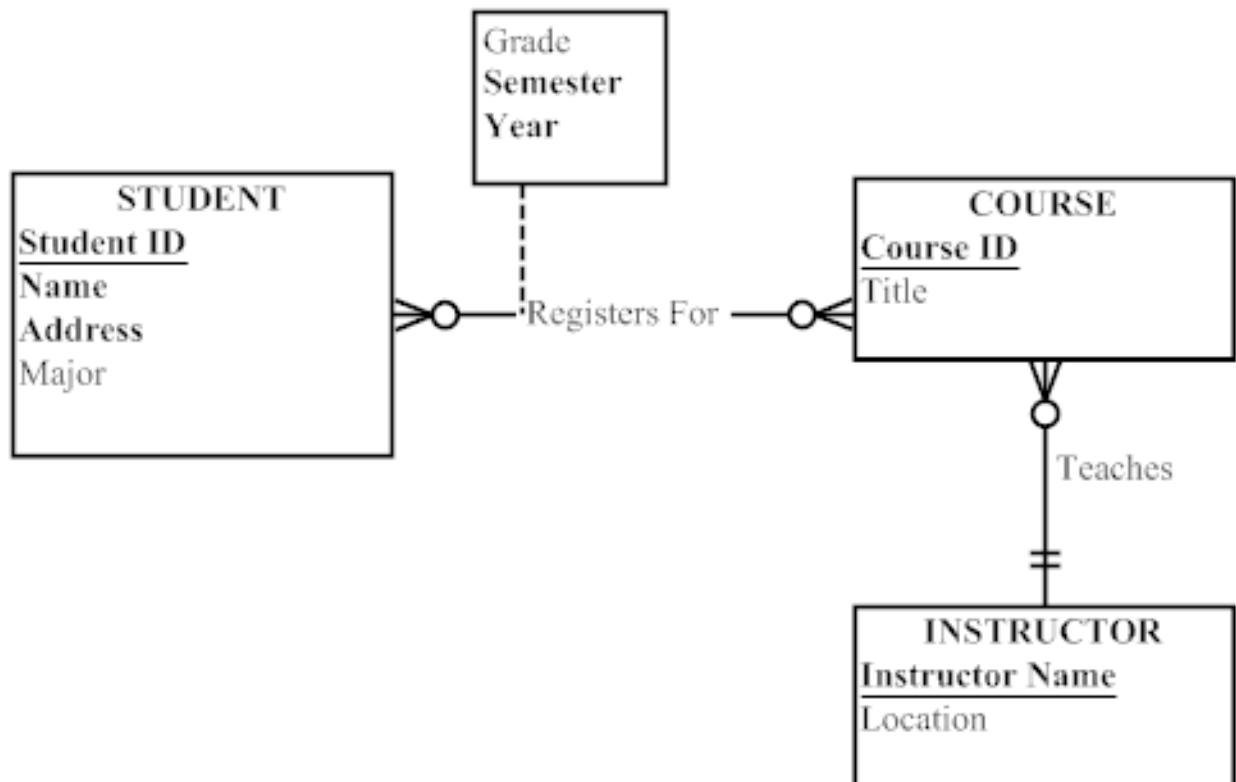 Grade
Semester
Year
STUDENT
Student ID
Name
Address
Major
Registers For
COURSE
Course ID
Title
Teaches
INSTRUCTOR
Instructor Name
Location